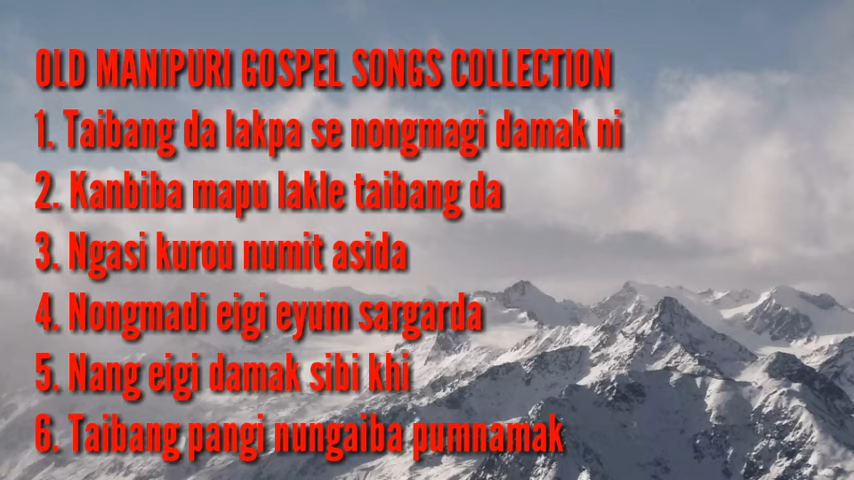 OLD MANIPURI GOSPEL SONGS COLLECTION
1. Taibang da lakpa se nongmagi damak ni
2. Kanbiba mapu lakle taibang da
3. Ngasi kurou numit asida
4. Nongmadi eigi eyum sargarda
5. Nang eigi damak sibi khi
6. Taibang pangi nungaiba pumnamak